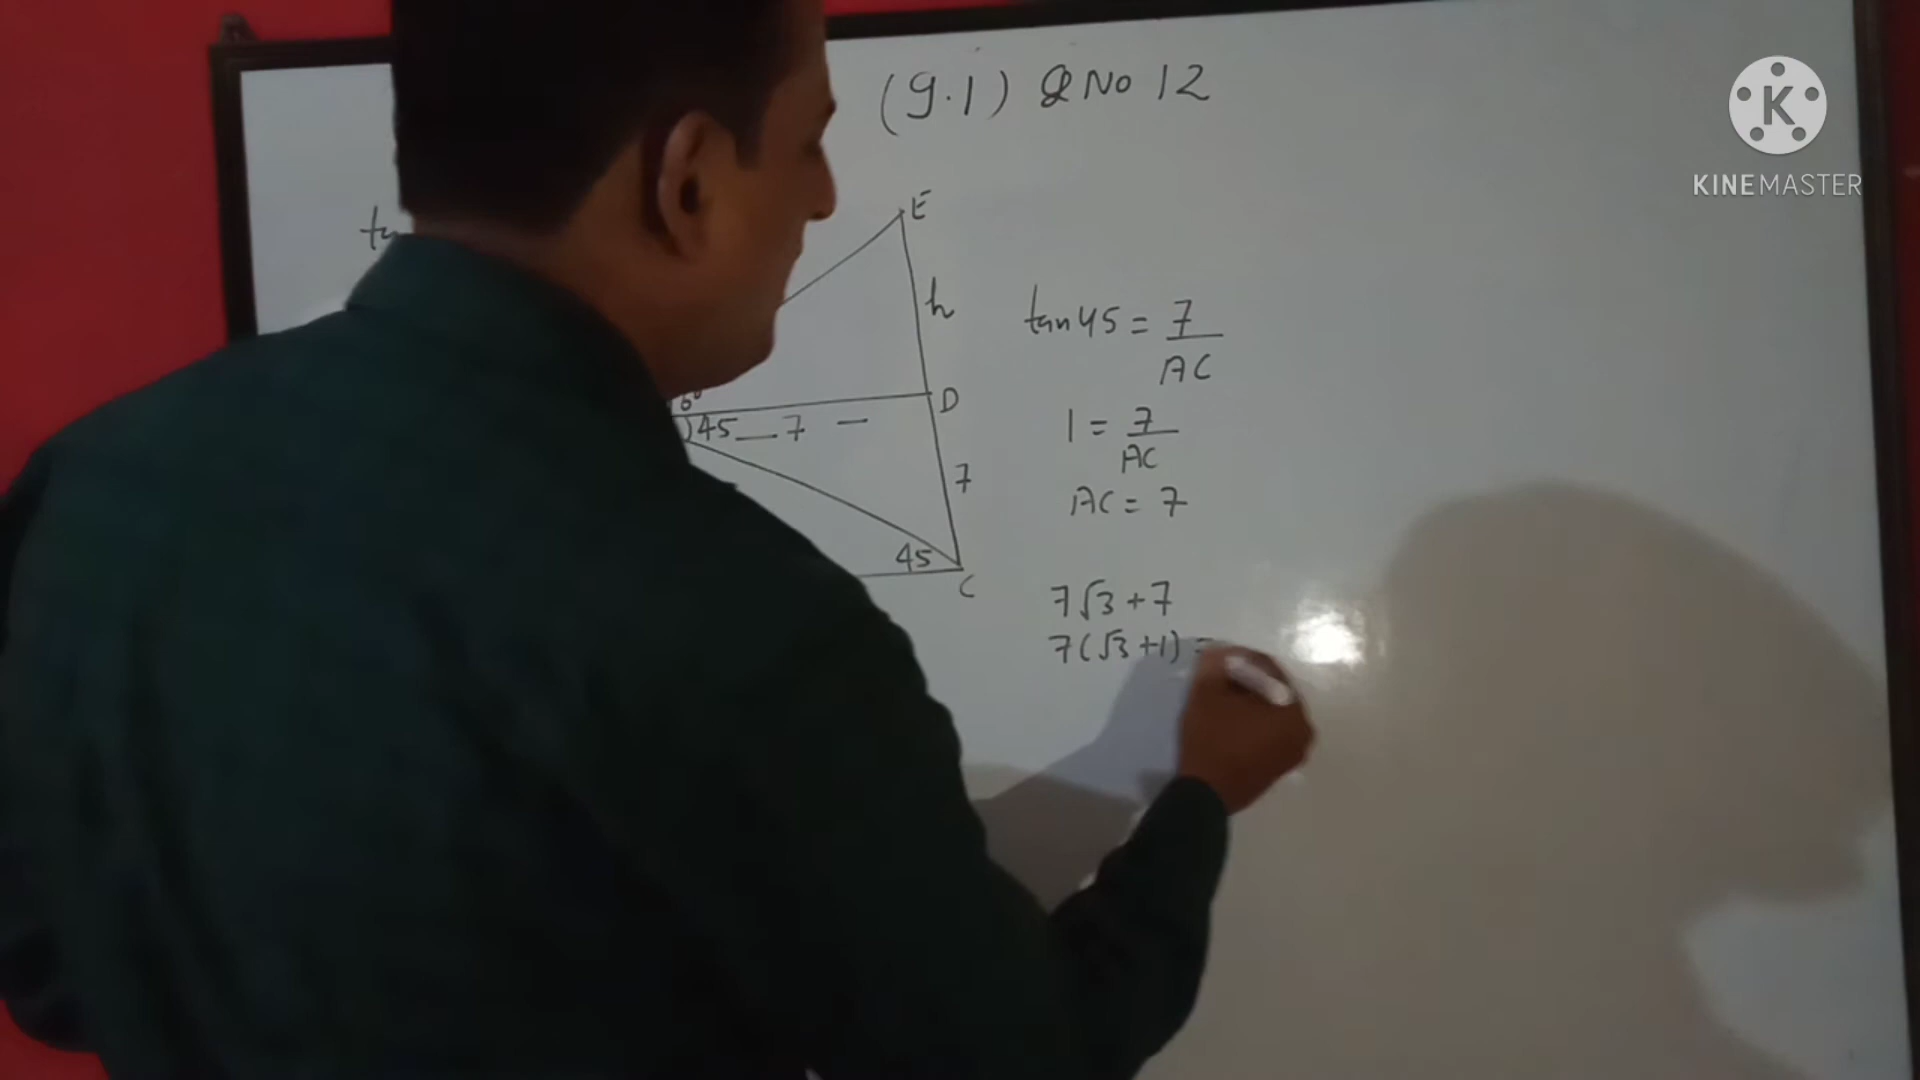 (9.1) Q No 12
E
h
60
D
45 — 7 —
7
45
C
tan 45 = 7
AC
1 = 7
AC
AC = 7
7√3 + 7
7(√3 + 1) =
K
KINEMASTER